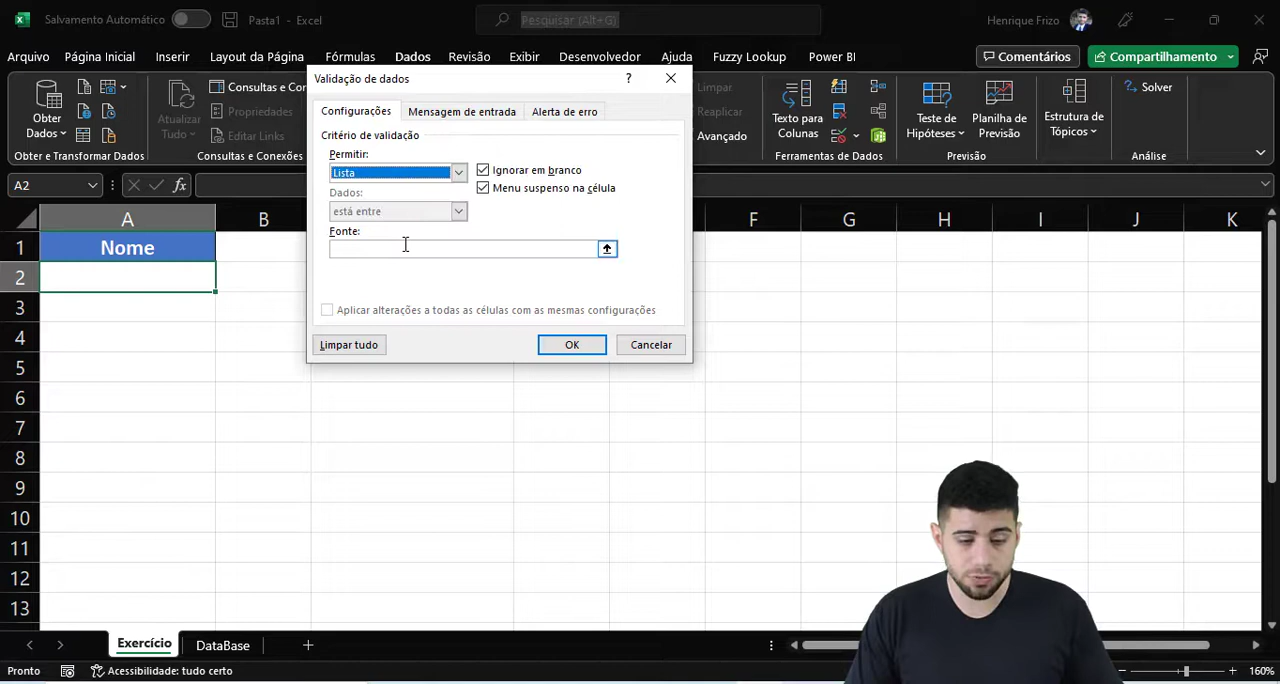 Salvamento Automático
Pasta1 - Excel
Pesquisar (Alt+G)
Henrique Frizo
Arquivo Página Inicial Inserir Layout da Página Fórmulas Dados Revisão Exibir Desenvolvedor Ajuda Fuzzy Lookup Power BI
Comentários
Compartilhamento
Obter
Dados
Obter e Transformar Dados
Atualizar
Tudo
Consultas e Con
Propriedades
Editar Links
Consultas e Conexões
Limpar
Reaplicar
Avançado
Texto para
Colunas
Ferramentas de Dados
Teste de
Hipóteses
Planilha de
Previsão
Previsão
Estrutura de
Tópicos
Solver
Análise
Validação de dados
?
Configurações Mensagem de entrada Alerta de erro
Critério de validação
Permitir:
Lista
Ignorar em branco
Dados:
Menu suspenso na célula
está entre
Fonte:
Aplicar alterações a todas as células com as mesmas configurações
Limpar tudo OK Cancelar
A2
fx
A B F G H I J K
1 Nome
2
3
4
5
6
7
8
9
10
11
12
13
Exercício DataBase
Pronto
Acessibilidade: tudo certo
160%